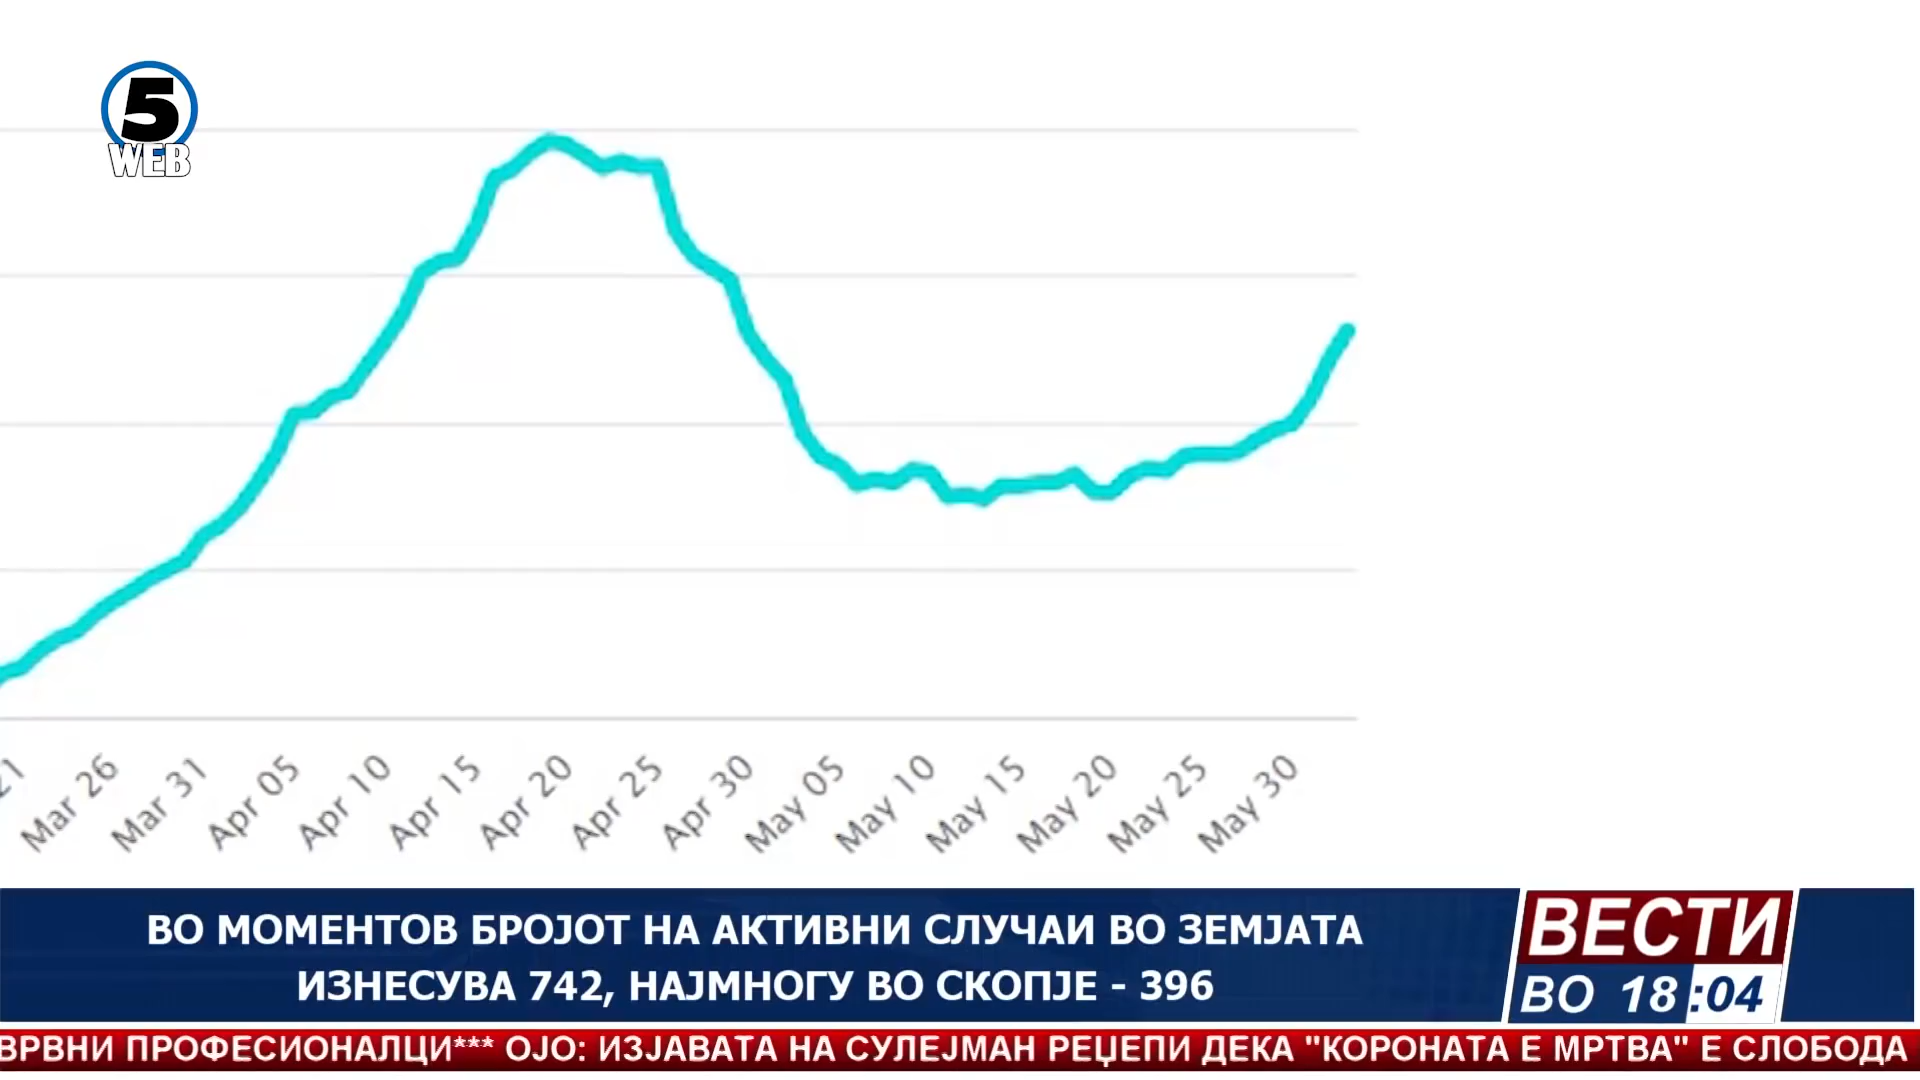 5
WEB
21
Mar 26
Mar 31
Apr 05
Apr 10
Apr 15
Apr 20
Apr 25
Apr 30
May 05
May 10
May 15
May 20
May 25
May 30
ВО МОМЕНТОВ БРОЈОТ НА АКТИВНИ СЛУЧАИ ВО ЗЕМЈАТА
ИЗНЕСУВА 742, НАЈМНОГУ ВО СКОПЈЕ - 396
ВЕСТИ
ВО 18:04
ВРВНИ ПРОФЕСИОНАЛЦИ*** ОЈО: ИЗЈАВАТА НА СУЛЕЈМАН РЕЏЕПИ ДЕКА "КОРОНАТА Е МРТВА" Е СЛОБОДА